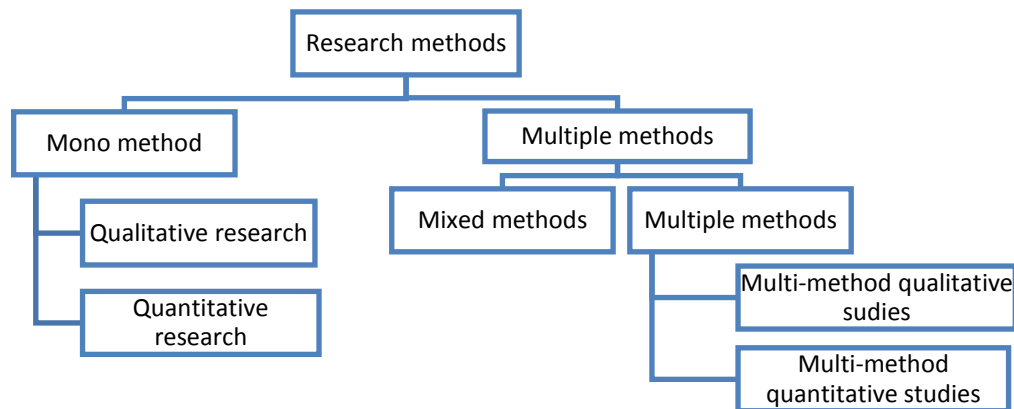 Research methods
Mono method
Multiple methods
Qualitative research
Mixed methods
Multiple methods
Quantitative
research
Multi-method qualitative
sudies
Multi-method
quantitative studies